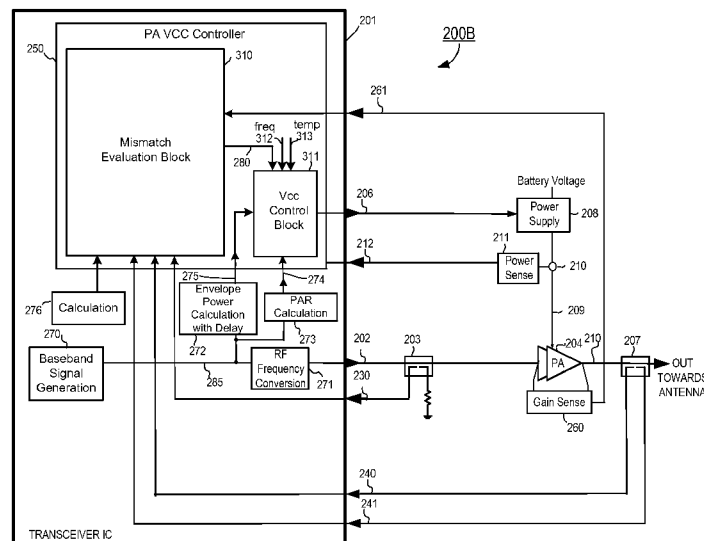 201
PA VCC Controller
200B
250
310
261
Mismatch
Evaluation Block
freq
temp
312
313
280
311
Vcc
Control
Block
206
Battery Voltage
Power
Supply
208
212
211
Power
Sense
210
275
274
276
Calculation
Envelope
Power
Calculation
with Delay
272
PAR
Calculation
273
209
270
Baseband
Signal
Generation
285
RF
Frequency
Conversion
271
202
203
230
204
PA
210
207
OUT
TOWARDS
ANTENNA
Gain Sense
260
240
241
TRANSCEIVER IC